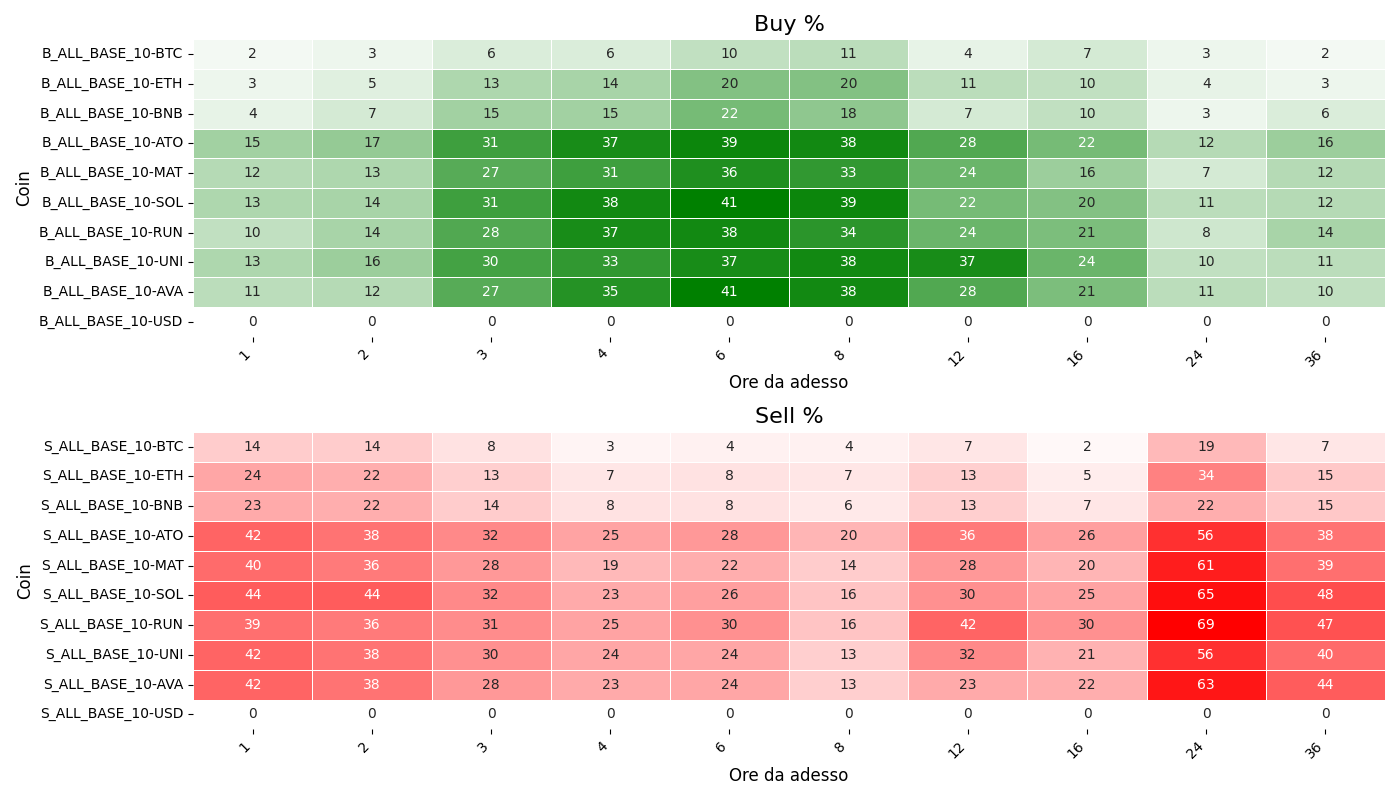 Buy %
B_ALL_BASE_10-BTC 2 3 6 6 10 11 4 7 3 2
B_ALL_BASE_10-ETH 3 5 13 14 20 20 11 10 4 3
B_ALL_BASE_10-BNB 4 7 15 15 22 18 7 10 3 6
B_ALL_BASE_10-ATO 15 17 31 37 39 38 28 22 12 16
B_ALL_BASE_10-MAT 12 13 27 31 36 33 24 16 7 12
B_ALL_BASE_10-SOL 13 14 31 38 41 39 22 20 11 12
B_ALL_BASE_10-RUN 10 14 28 37 38 34 24 21 8 14
B_ALL_BASE_10-UNI 13 16 30 33 37 38 37 24 10 11
B_ALL_BASE_10-AVA 11 12 27 35 41 38 28 21 11 10
B_ALL_BASE_10-USD 0 0 0 0 0 0 0 0 0 0
Coin
1 2 3 4 6 8 12 16 24 36
Ore da adesso
Sell %
S_ALL_BASE_10-BTC 14 14 8 3 4 4 7 2 19 7
S_ALL_BASE_10-ETH 24 22 13 7 8 7 13 5 34 15
S_ALL_BASE_10-BNB 23 22 14 8 8 6 13 7 22 15
S_ALL_BASE_10-ATO 42 38 32 25 28 20 36 26 56 38
S_ALL_BASE_10-MAT 40 36 28 19 22 14 28 20 61 39
S_ALL_BASE_10-SOL 44 44 32 23 26 16 30 25 65 48
S_ALL_BASE_10-RUN 39 36 31 25 30 16 42 30 69 47
S_ALL_BASE_10-UNI 42 38 30 24 24 13 32 21 56 40
S_ALL_BASE_10-AVA 42 38 28 23 24 13 23 22 63 44
S_ALL_BASE_10-USD 0 0 0 0 0 0 0 0 0 0
Coin
1 2 3 4 6 8 12 16 24 36
Ore da adesso